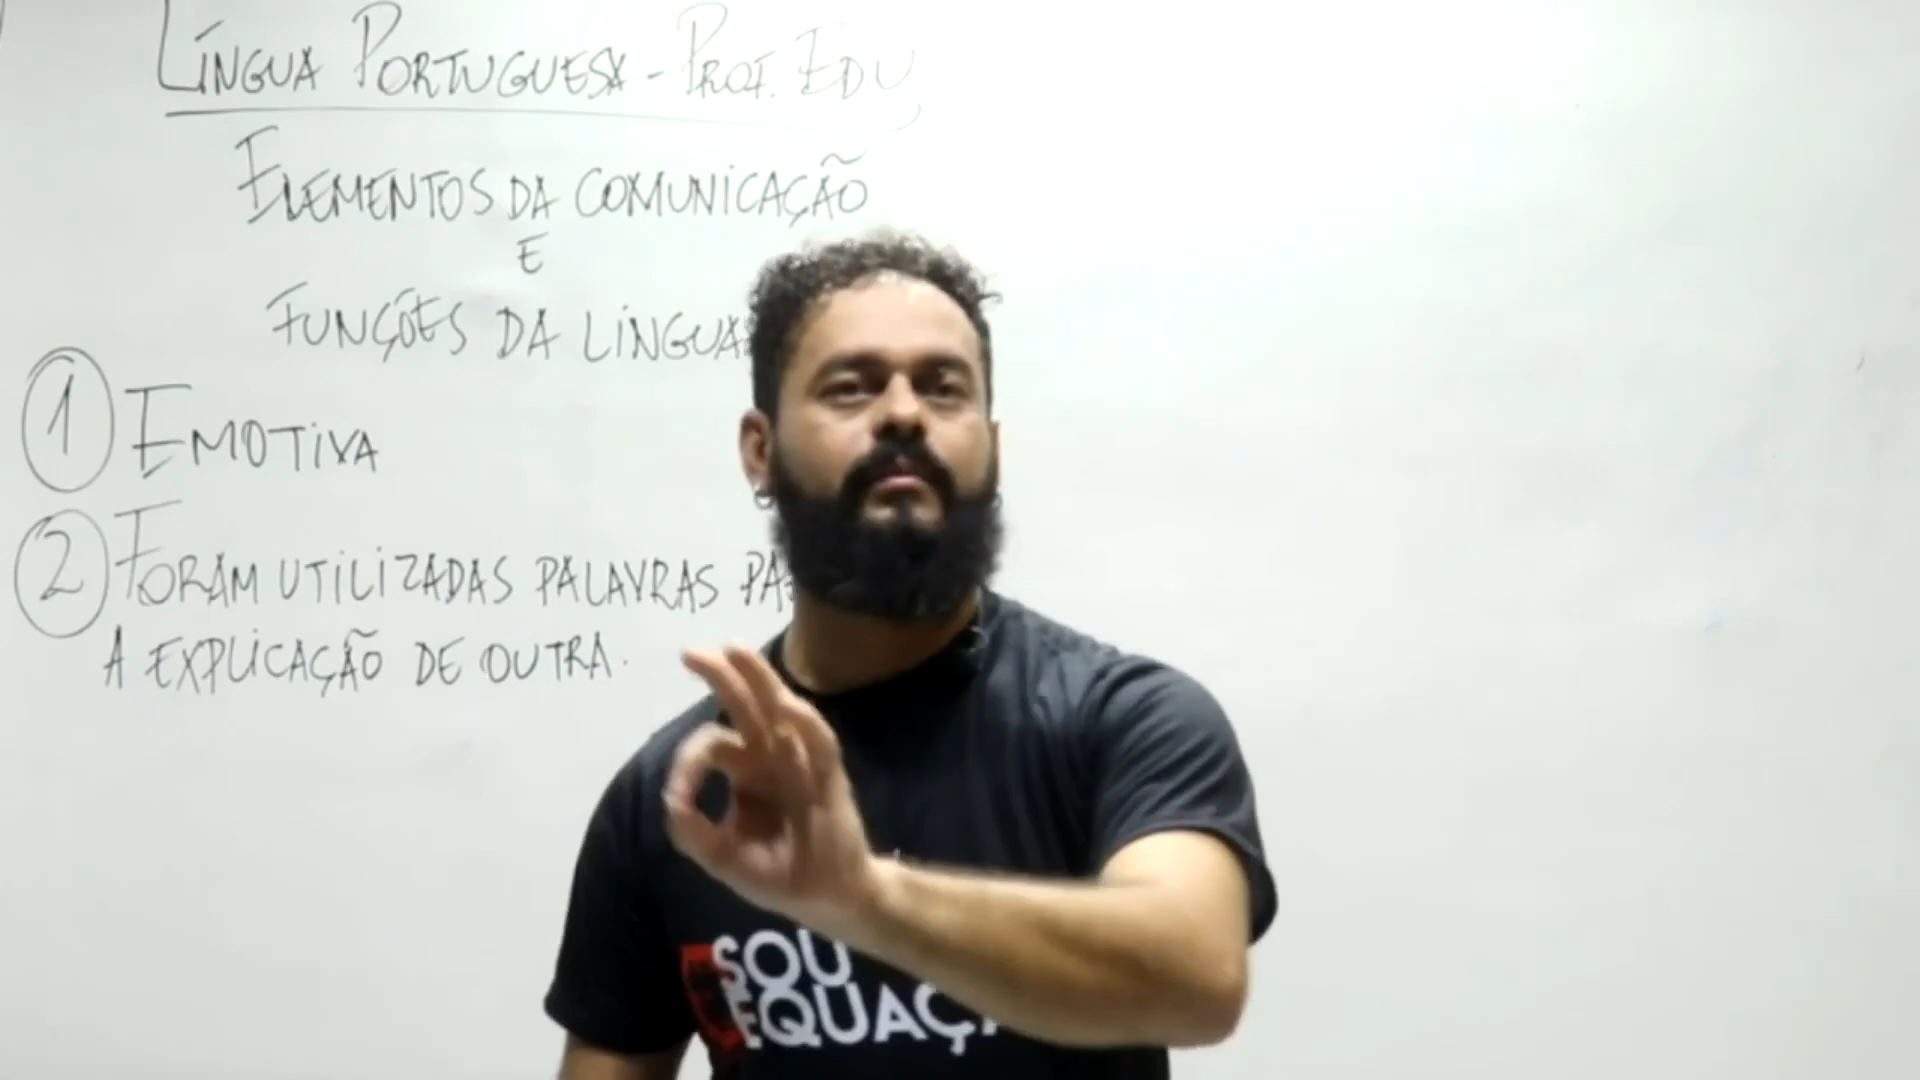 LÍNGUA PORTUGUESA - PROF. EDU
ELEMENTOS DA COMUNICAÇÃO
E
FUNÇÕES DA
1 EMOTIVA
2 FORAM UTILIZADAS PALAVRAS
A EXPLICAÇÃO DE OUTRA.
SOU